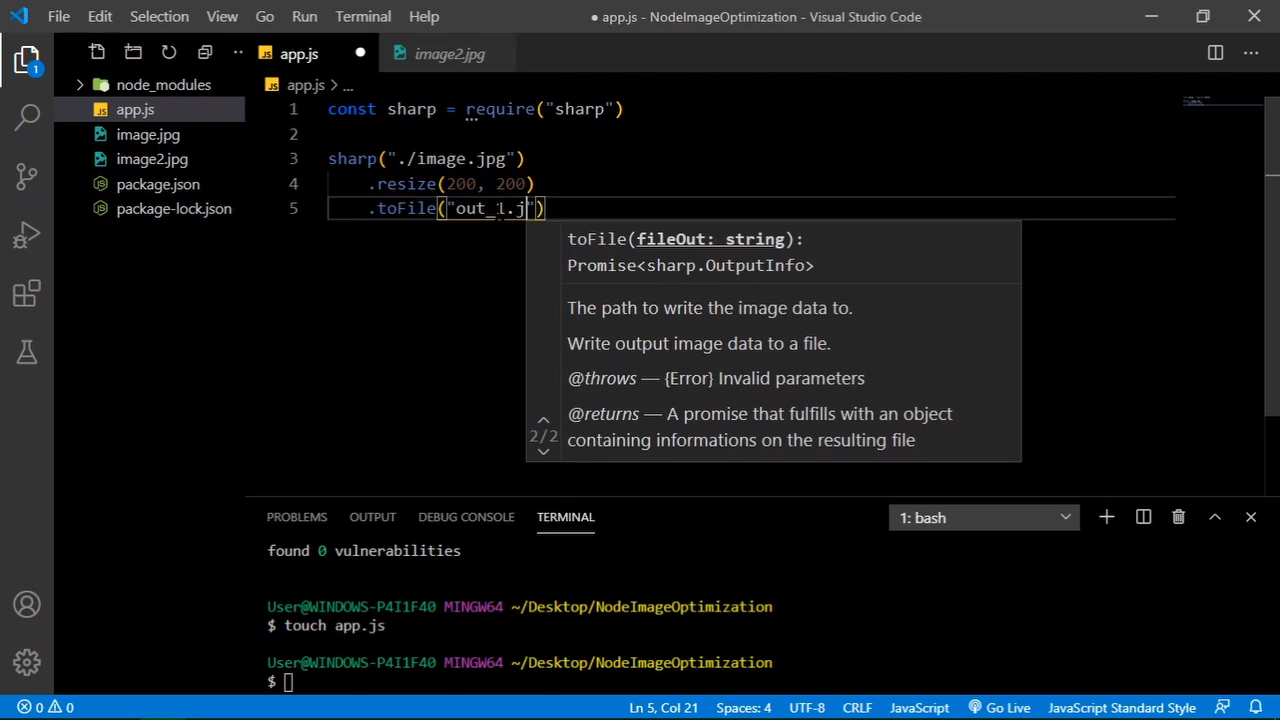 File Edit Selection View Go Run Terminal Help
● app.js - NodeImageOptimization - Visual Studio Code
app.js
image2.jpg
1
node_modules
app.js
image.jpg
image2.jpg
package.json
package-lock.json
app.js > ...
1 const sharp = require("sharp")
2
3 sharp("./image.jpg")
4 .resize(200, 200)
5 .toFile("out_1.j")
toFile(fileOut: string):
Promise<sharp.OutputInfo>
The path to write the image data to.
Write output image data to a file.
@throws — {Error} Invalid parameters
@returns — A promise that fulfills with an object
containing informations on the resulting file
2/2
PROBLEMS OUTPUT DEBUG CONSOLE TERMINAL
1: bash
found 0 vulnerabilities
User@WINDOWS-P4I1F40 MINGW64 ~/Desktop/NodeImageOptimization
$ touch app.js
User@WINDOWS-P4I1F40 MINGW64 ~/Desktop/NodeImageOptimization
$
0 0 Ln 5, Col 21 Spaces: 4 UTF-8 CRLF JavaScript Go Live JavaScript Standard Style